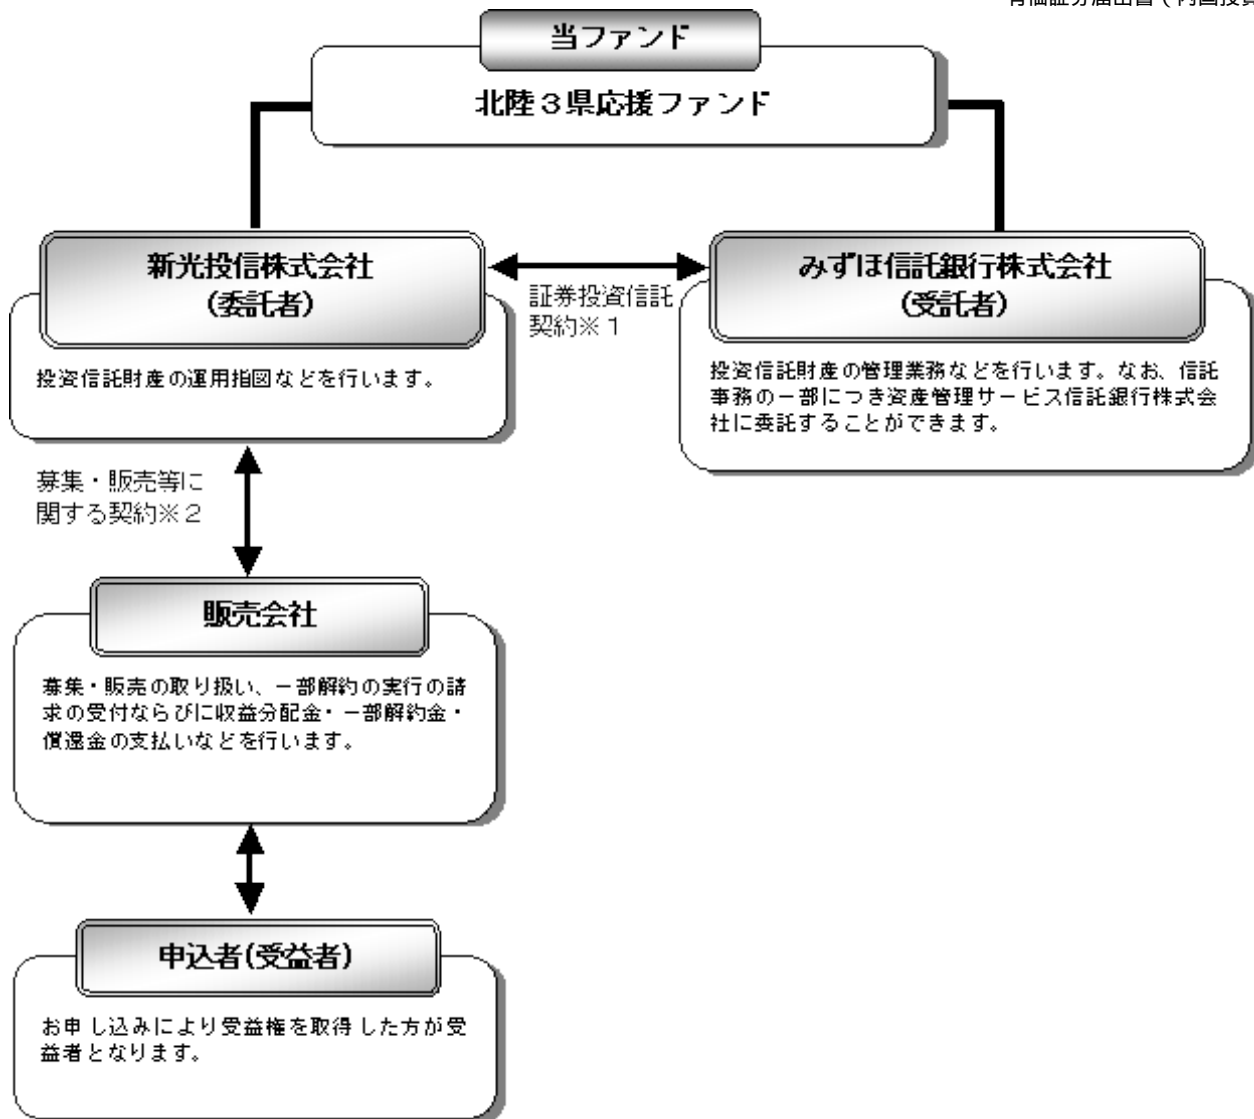 当ファンド
北陸３県応援ファンド
新光投信株式会社
(委託者)
投資信託財産の運用指図などを行います。
証券投資信託
契約※１
みずほ信託銀行株式会社
(受託者)
投資信託財産の管理業務などを行います。なお、信託
事務の一部につき資産管理サービス信託銀行株式会
社に委託することができます。
募集・販売等に
関する契約※２
販売会社
募集・販売の取り扱い、一部解約の実行の請
求の受付ならびに収益分配金・一部解約金・
償還金の支払いなどを行います。
申込者(受益者)
お申し込みにより受益権を取得した方が受
益者となります。